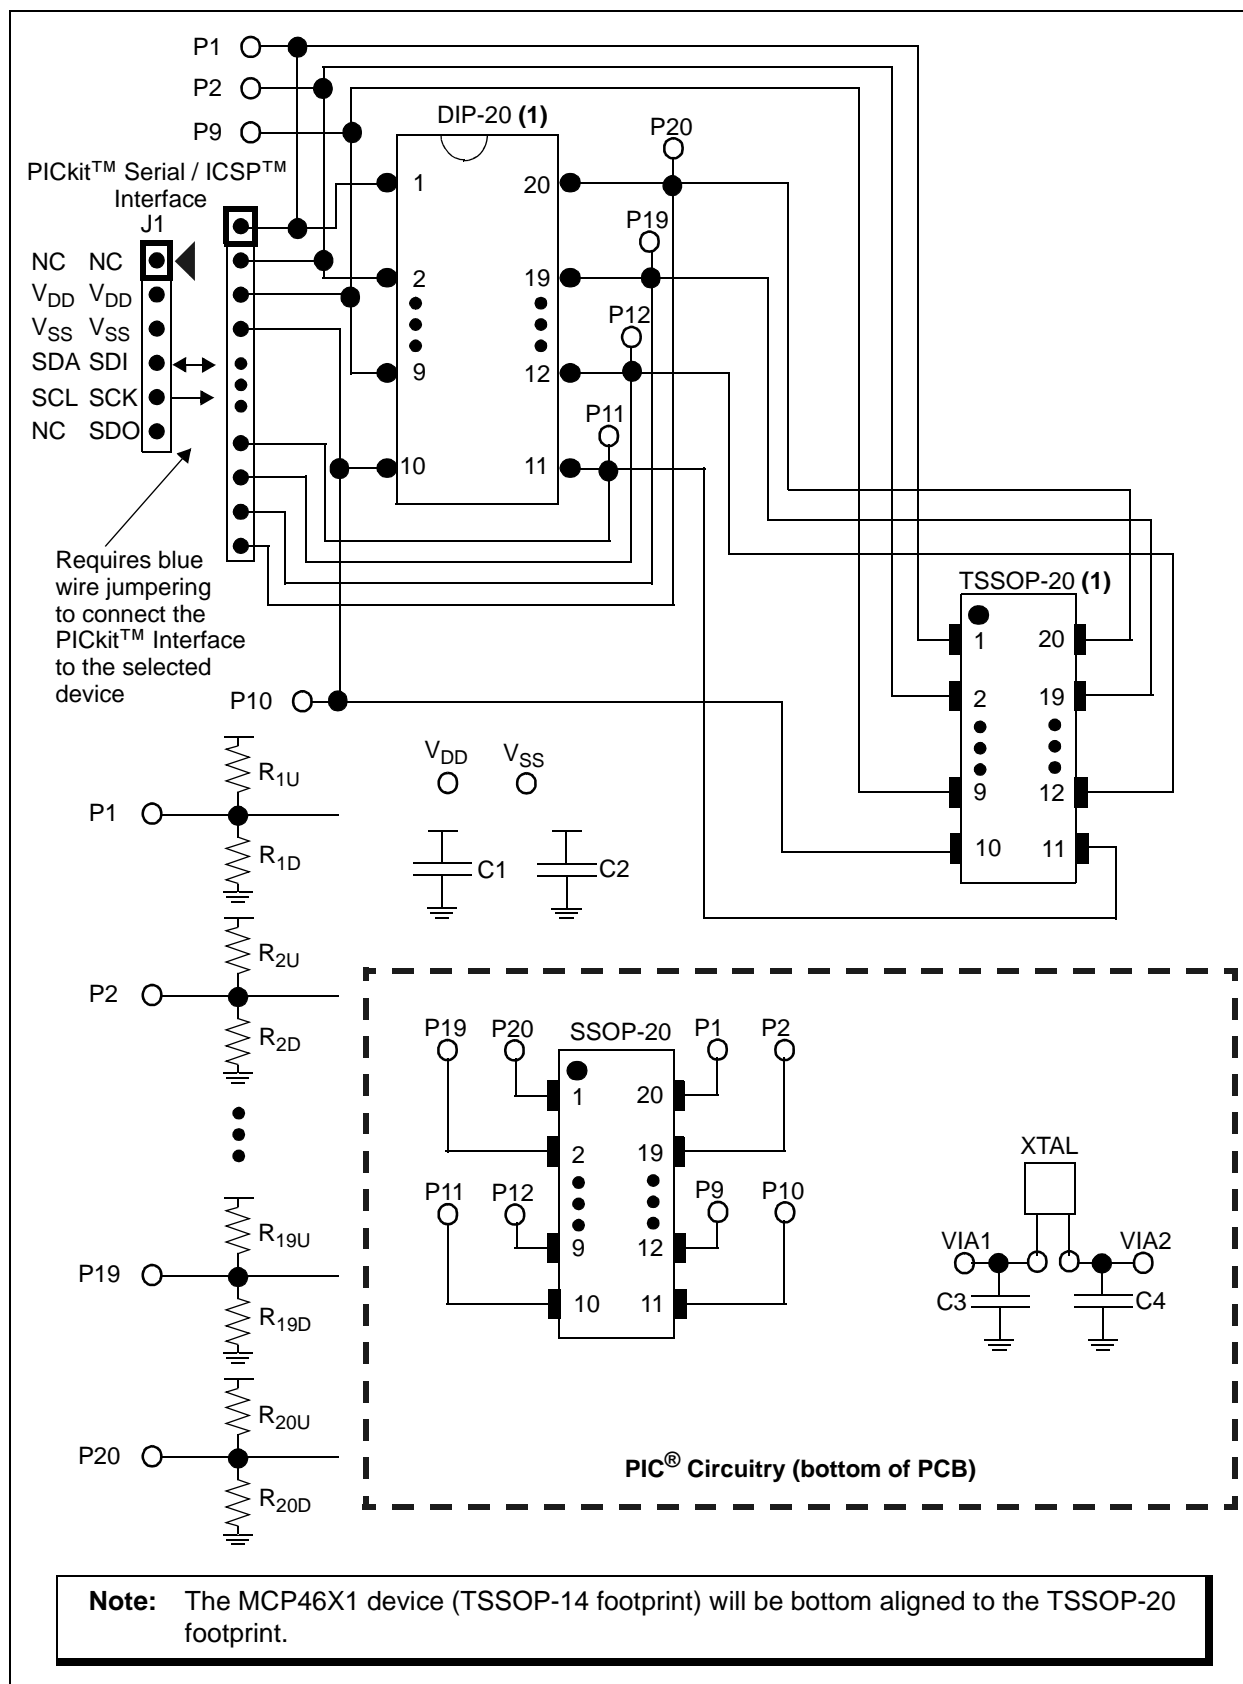 P1
P2
P9
DIP-20 (1)
P20
PICkit™ Serial / ICSP™
Interface
J1
1
20
P19
NC NC
VDD VDD
VSS VSS
SDA SDI
SCL SCK
NC SDO
2
19
P12
9
12
P11
10
11
Requires blue
wire jumpering
to connect the
PICkit™ Interface
to the selected
device
TSSOP-20 (1)
1
20
2
19
9
12
10
11
P10
VDD
VSS
R1U
P1
R1D
C1
C2
R2U
P2
R2D
P19
P20
SSOP-20
P1
P2
1
20
2
19
P11
P12
P9
P10
9
12
10
11
XTAL
VIA1
VIA2
C3
C4
R19U
P19
R19D
R20U
P20
R20D
PIC® Circuitry (bottom of PCB)
Note: The MCP46X1 device (TSSOP-14 footprint) will be bottom aligned to the TSSOP-20
footprint.